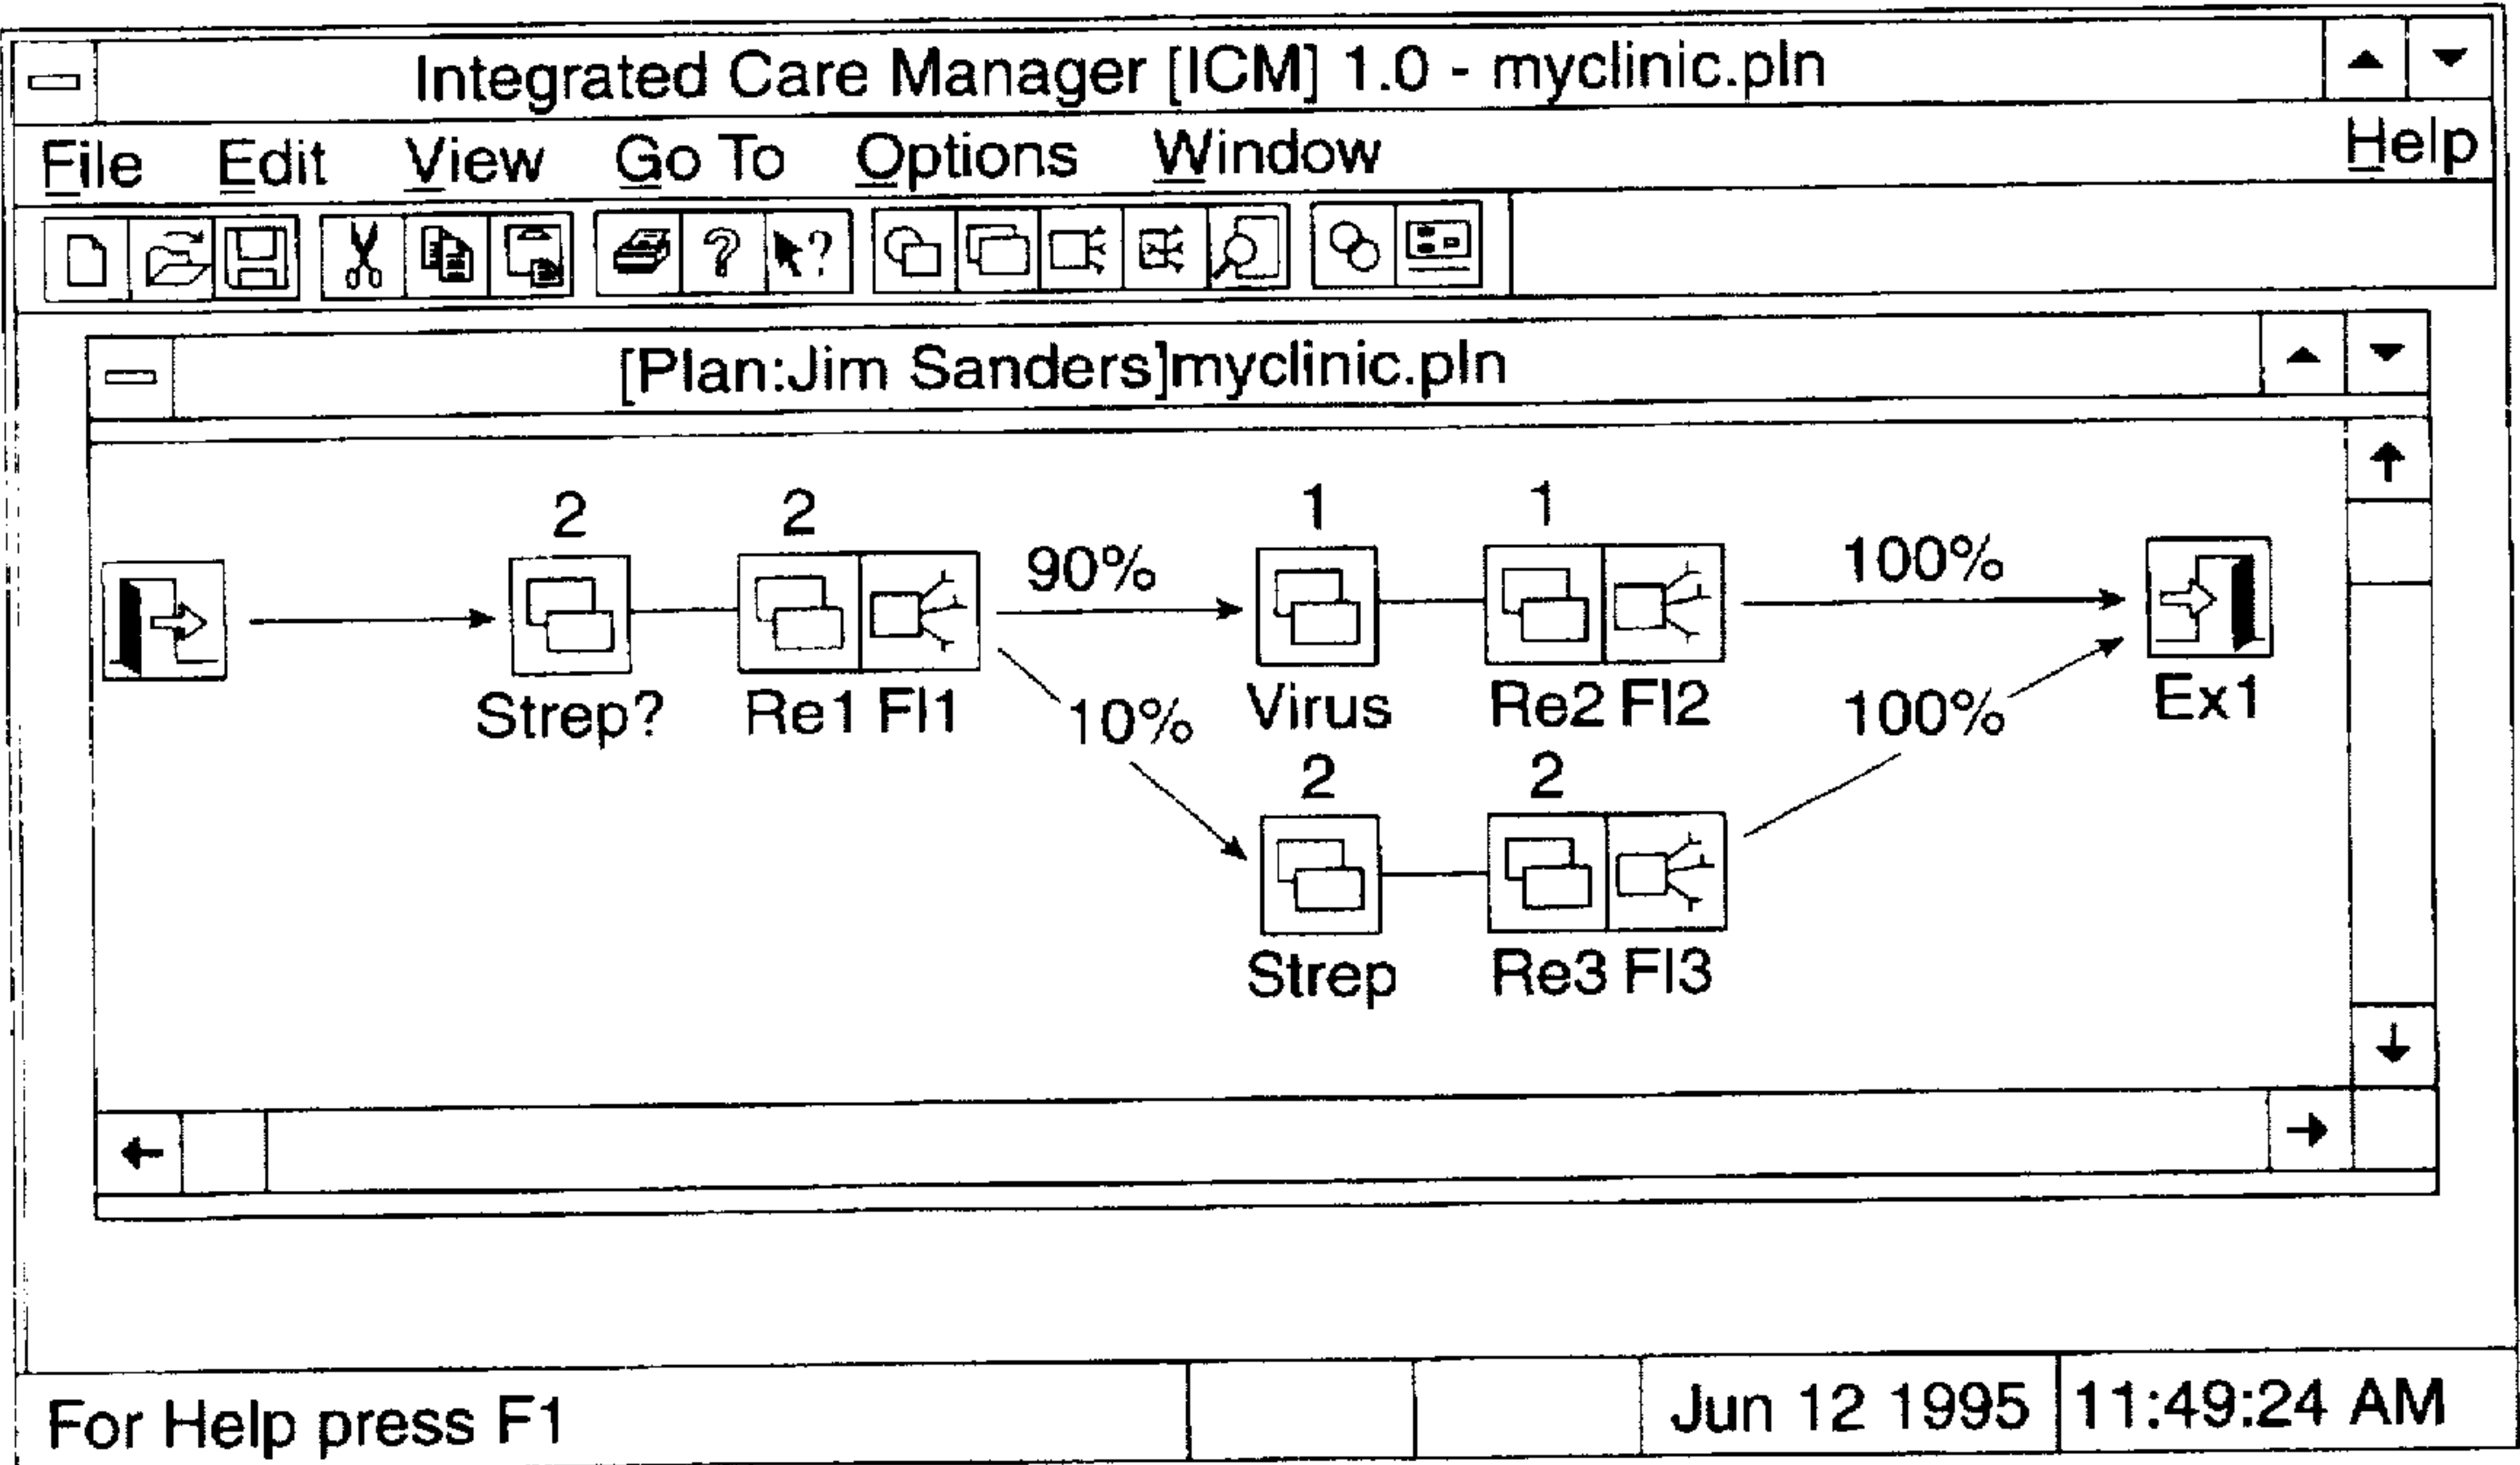 Integrated Care Manager [ICM] 1.0 - myclinic.pln
File Edit View Go To Options Window Help
? ?
[Plan:Jim Sanders]myclinic.pln
2 2 1 1
90% 100%
Strep? Re1 Fl1 10% Virus Re2 Fl2 100% Ex1
2 2
Strep Re3 Fl3
For Help press F1 Jun 12 1995 11:49:24 AM